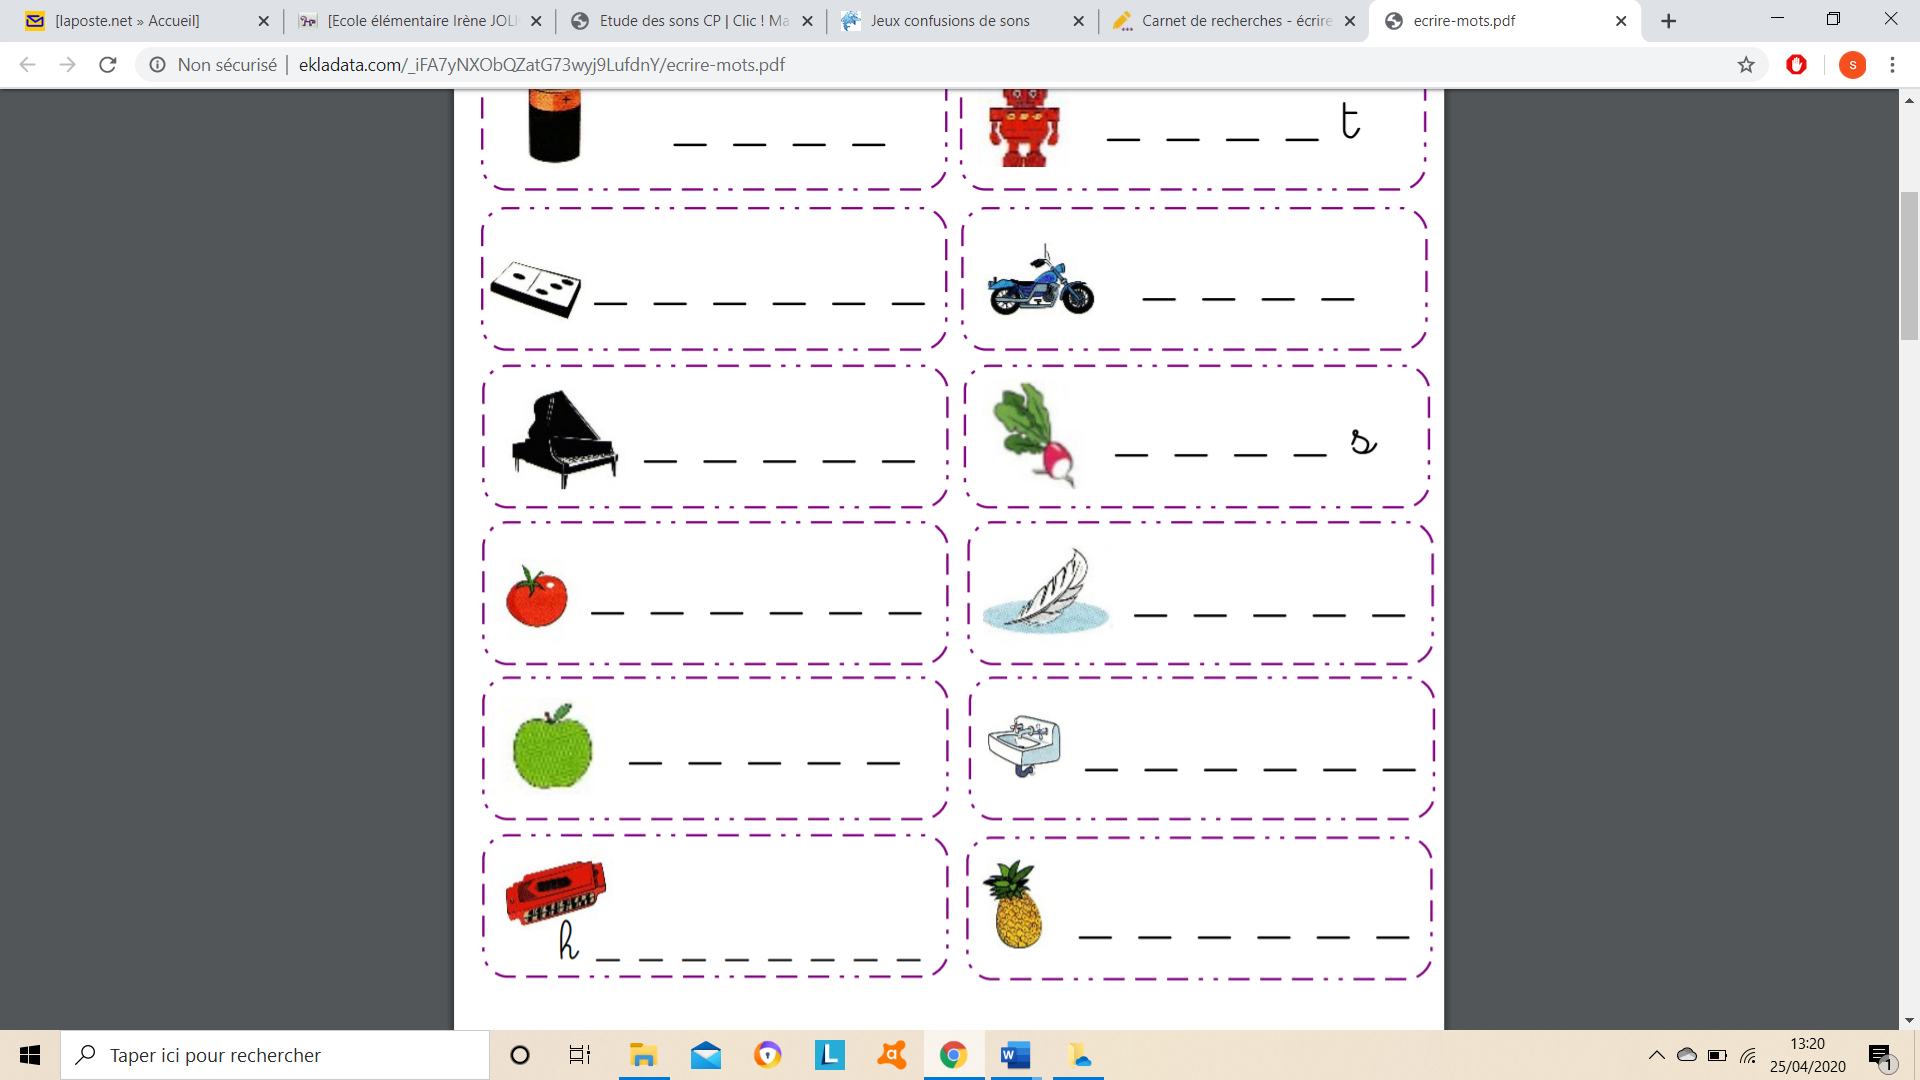 [laposte.net » Accueil]
[Ecole élémentaire Irène JOLI
Etude des sons CP | Clic ! Ma
Jeux confusions de sons
Carnet de recherches - écrire
ecrire-mots.pdf
Non sécurisé | ekladata.com/_iFA7yNXObQZatG73wyj9LufdnY/ecrire-mots.pdf
s
_ _ _ _
_ _ _ _ t
_ _ _ _ _ _
_ _ _ _
_ _ _ _ _
_ _ _ _ s
_ _ _ _ _ _
_ _ _ _ _
_ _ _ _ _
_ _ _ _ _ _
h _ _ _ _ _ _ _ _
_ _ _ _ _ _
Taper ici pour rechercher
L
W
13:20
25/04/2020
1